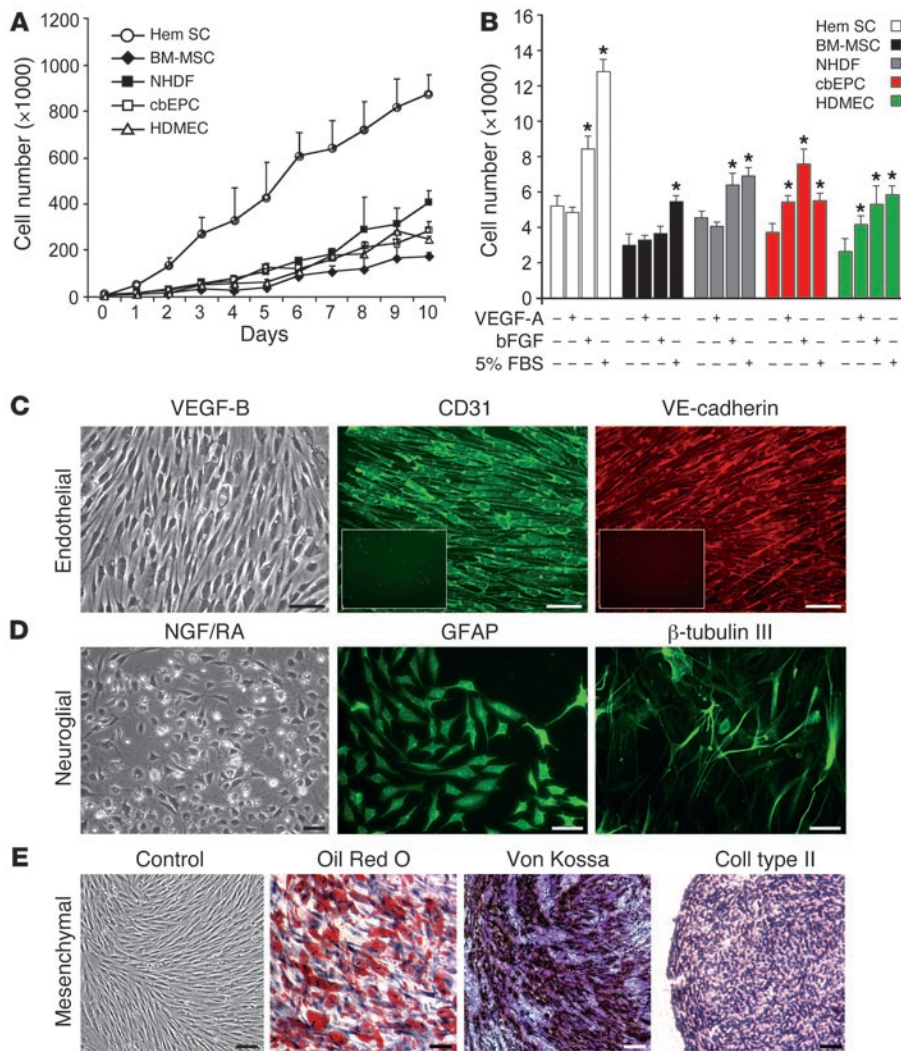 A
Cell number (×1000)
1200
1000
800
600
400
200
0
0 1 2 3 4 5 6 7 8 9 10
Days
Hem SC
BM-MSC
NHDF
cbEPC
HDMEC
B
Cell number (×1000)
16
14
12
10
8
6
4
2
0
* * * * * * * * * * *
Hem SC
BM-MSC
NHDF
cbEPC
HDMEC
VEGF-A – + – – – + – – – + – – – + – – – + – –
bFGF – – + – – – + – – – + – – – + – – – + –
5% FBS – – – + – – – + – – – + – – – + – – – +
C
VEGF-B CD31 VE-cadherin
Endothelial
D
NGF/RA GFAP β-tubulin III
Neuroglial
E
Control Oil Red O Von Kossa Coll type II
Mesenchymal